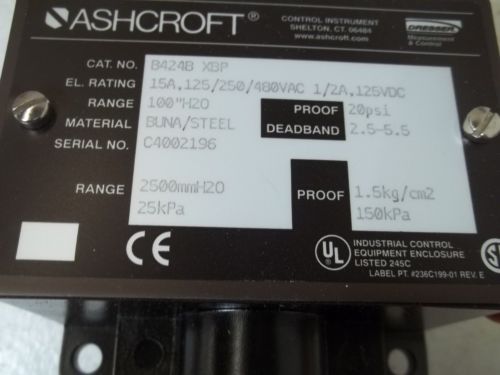 ASHCROFT®
CONTROL INSTRUMENT
SHELTON, CT. 06484
www.ashcroft.com
DRESSER
Measurement
& Control
CAT. NO. B424B XBP
EL. RATING 15A,125/250/480VAC 1/2A,125VDC
RANGE 100"H2O PROOF 20psi
MATERIAL BUNA/STEEL DEADBAND 2.5-5.5
SERIAL NO. C4002196
RANGE 2500mmH2O PROOF 1.5kg/cm2
25kPa 150kPa
CE
UL
INDUSTRIAL CONTROL
EQUIPMENT ENCLOSURE
LISTED 245C
LABEL PT. #236C199-01 REV. E